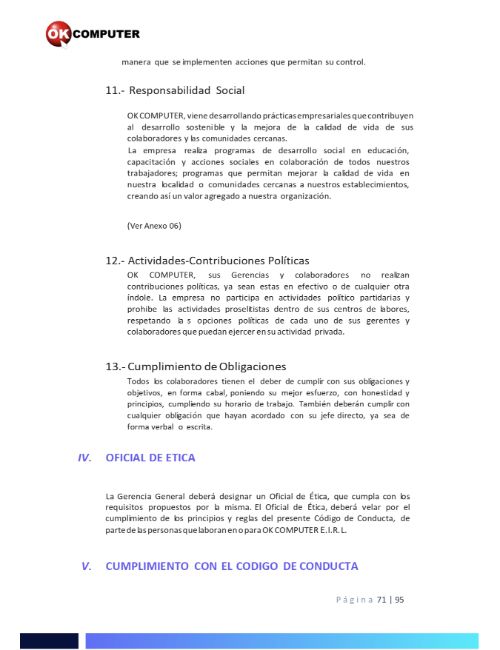 OK COMPUTER
manera que se implementen acciones que permitan su control.
11.- Responsabilidad Social
OK COMPUTER, viene desarrollando prácticas empresariales que contribuyen
al desarrollo sostenible y la mejora de la calidad de vida de sus
colaboradores y las comunidades cercanas.
La empresa realiza programas de desarrollo social en educación,
capacitación y acciones sociales en colaboración de todos nuestros
trabajadores; programas que permitan mejorar la calidad de vida en
nuestra localidad o comunidades cercanas a nuestros establecimientos,
creando así un valor agregado a nuestra organización.
(Ver Anexo 06)
12.- Actividades-Contribuciones Políticas
OK COMPUTER, sus Gerencias y colaboradores no realizan
contribuciones políticas, ya sean estas en efectivo o de cualquier otra
índole. La empresa no participa en actividades político partidarias y
prohíbe las actividades proselitistas dentro de sus centros de labores,
respetando la s opciones políticas de cada uno de sus gerentes y
colaboradores que puedan ejercer en su actividad privada.
13.- Cumplimiento de Obligaciones
Todos los colaboradores tienen el deber de cumplir con sus obligaciones y
objetivos, en forma cabal, poniendo su mejor esfuerzo, con honestidad y
principios, cumpliendo su horario de trabajo. También deberán cumplir con
cualquier obligación que hayan acordado con su jefe directo, ya sea de
forma verbal o escrita.
IV. OFICIAL DE ETICA
La Gerencia General deberá designar un Oficial de Ética, que cumpla con los
requisitos propuestos por la misma. El Oficial de Ética, deberá velar por el
cumplimiento de los principios y reglas del presente Código de Conducta, de
parte de las personas que laboran en o para OK COMPUTER E.I.R.L.
V. CUMPLIMIENTO CON EL CODIGO DE CONDUCTA
Página 71 | 95